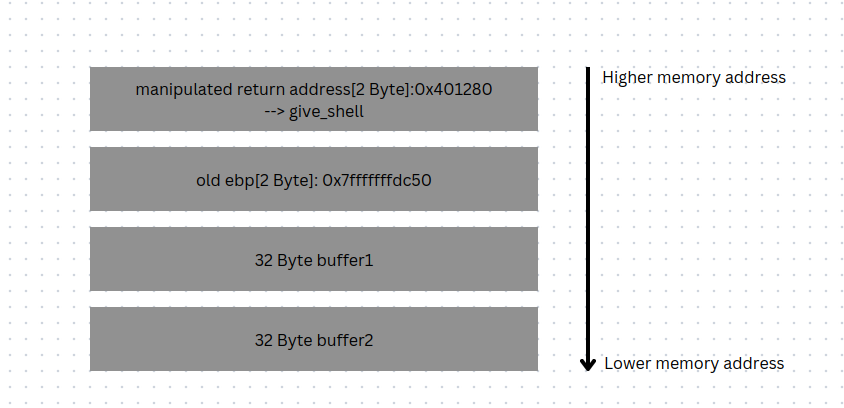 manipulated return address[2 Byte]:0x401280
--> give_shell
Higher memory address
old ebp[2 Byte]: 0x7fffffffdc50
32 Byte buffer1
32 Byte buffer2
Lower memory address